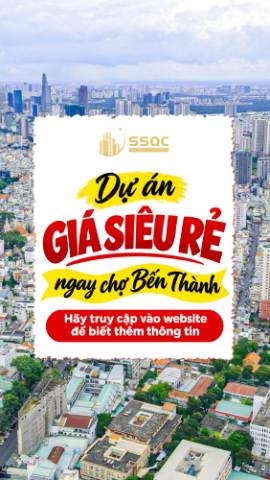 SSQC
Dự án
GIÁ SIÊU RẺ
ngay chợ Bến Thành
Hãy truy cập vào website
để biết thêm thông tin